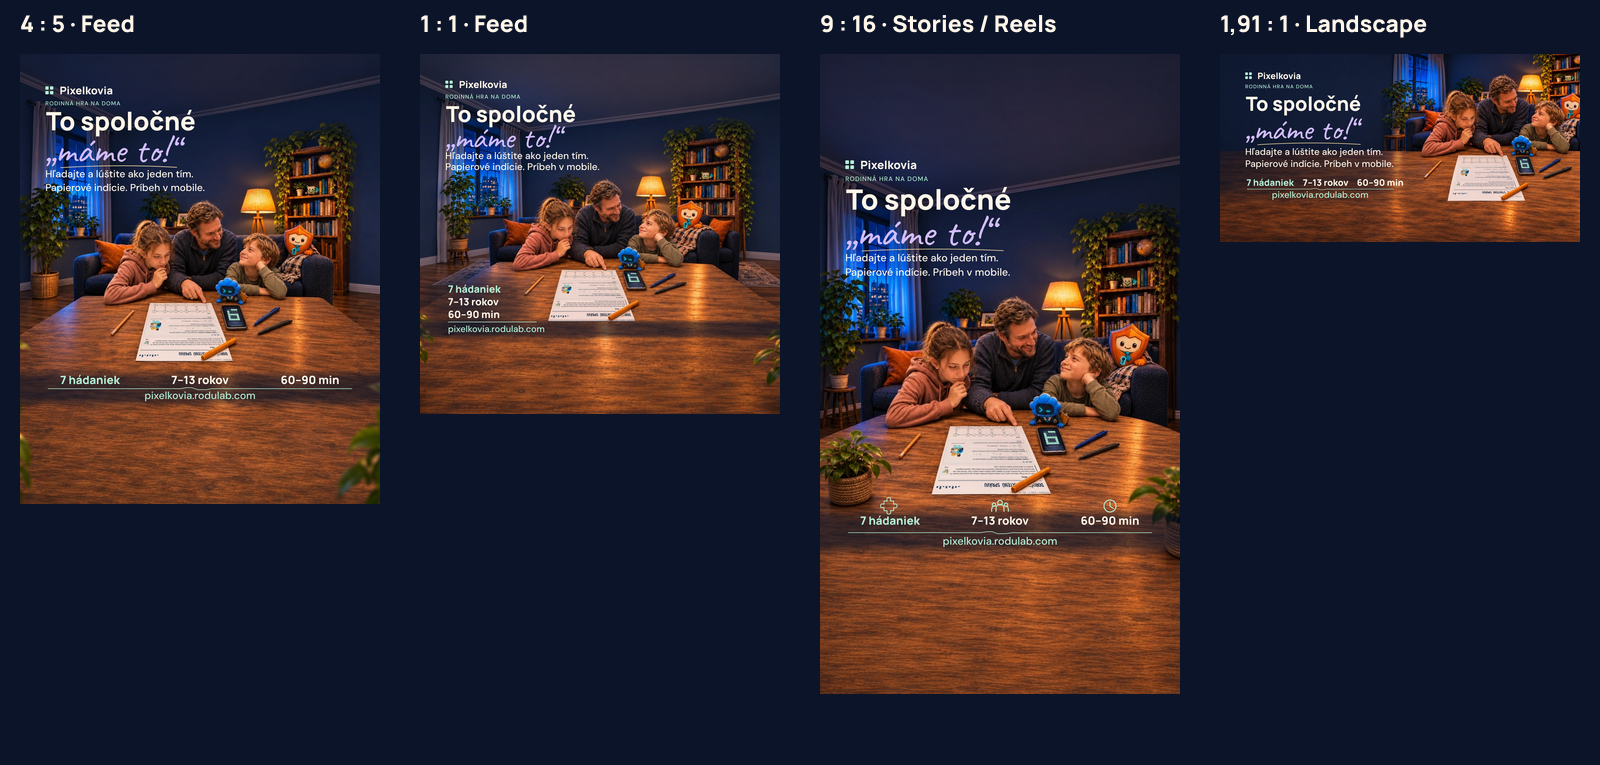 4 : 5 · Feed
Pixelkovia
RODINNÁ HRA NA DOMA
To spoločné
„máme to!“
Hľadajte a lúštite ako jeden tím.
Papierové indície. Príbeh v mobile.
6
7 hádaniek
7–13 rokov
60–90 min
pixelkovia.rodulab.com
1 : 1 · Feed
Pixelkovia
RODINNÁ HRA NA DOMA
To spoločné
„máme to!“
Hľadajte a lúštite ako jeden tím.
Papierové indície. Príbeh v mobile.
6
7 hádaniek
7–13 rokov
60–90 min
pixelkovia.rodulab.com
9 : 16 · Stories / Reels
Pixelkovia
RODINNÁ HRA NA DOMA
To spoločné
„máme to!“
Hľadajte a lúštite ako jeden tím.
Papierové indície. Príbeh v mobile.
6
7 hádaniek
7–13 rokov
60–90 min
pixelkovia.rodulab.com
1,91 : 1 · Landscape
Pixelkovia
RODINNÁ HRA NA DOMA
To spoločné
„máme to!“
Hľadajte a lúštite ako jeden tím.
Papierové indície. Príbeh v mobile.
7 hádaniek 7–13 rokov 60–90 min
pixelkovia.rodulab.com